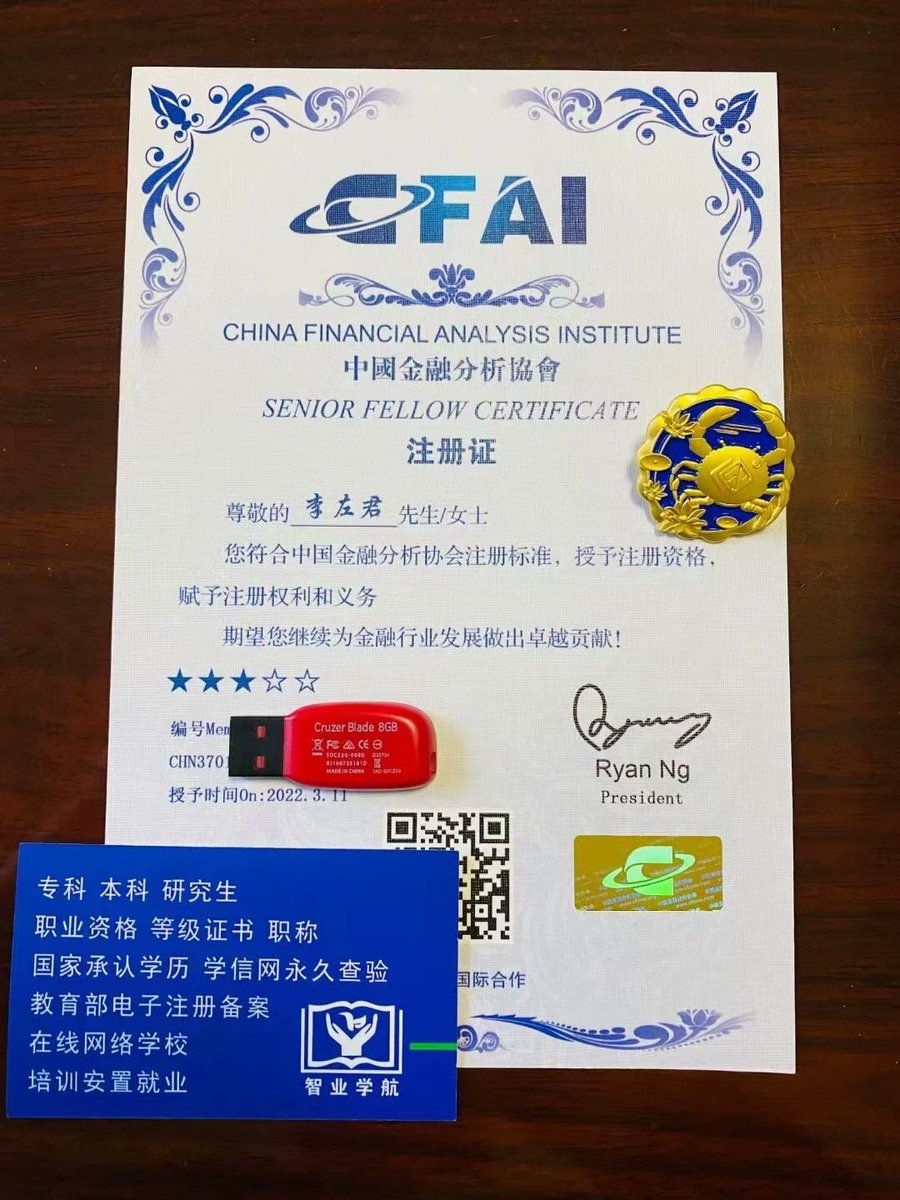 CFAI
CHINA FINANCIAL ANALYSIS INSTITUTE
中國金融分析協會
SENIOR FELLOW CERTIFICATE
注册证
尊敬的 李左君 先生/女士
您符合中国金融分析协会注册标准，授予注册资格，
赋予注册权利和义务
期望您继续为金融行业发展做出卓越贡献！
编号Me
CHN370
授予时间On:2022.3.11
Cruzer Blade 8GB
FC CE
SDCZ50-008G
BI160725181D
MADE IN CHINA
Ryan Ng
President
国际合作
专科 本科 研究生
职业资格 等级证书 职称
国家承认学历 学信网永久查验
教育部电子注册备案
在线网络学校
培训安置就业
智业学航